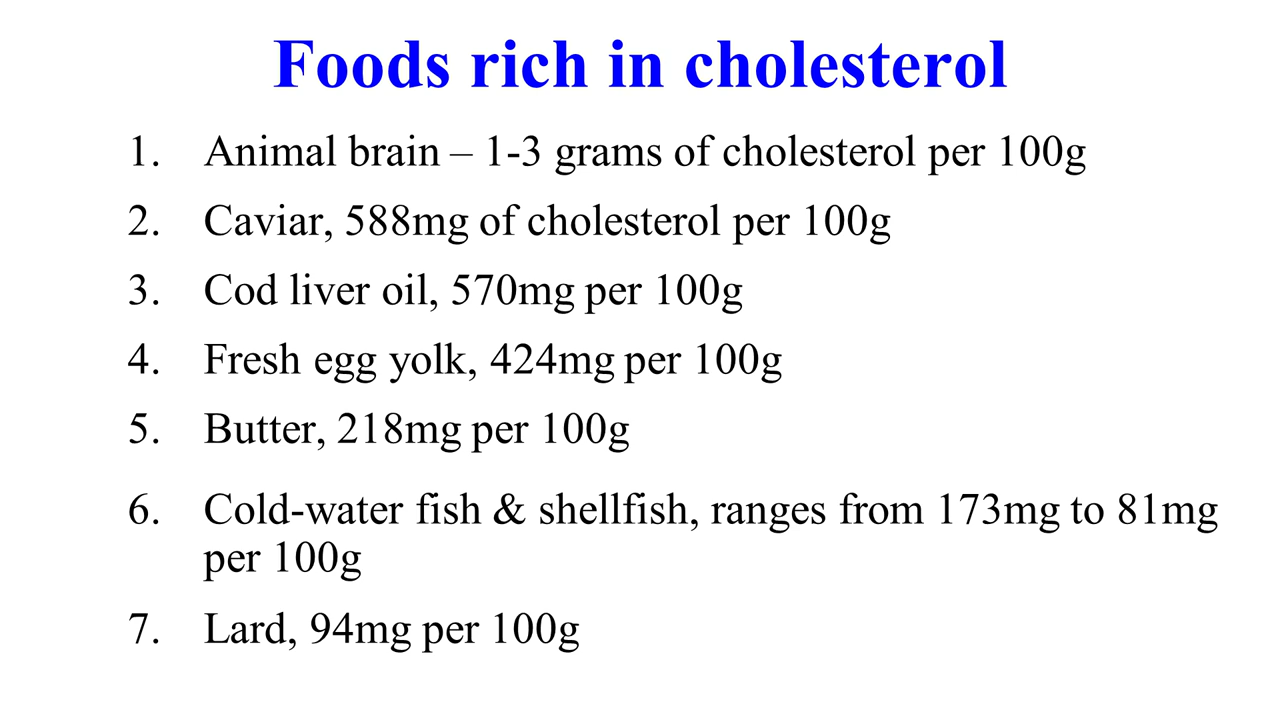 Foods rich in cholesterol
1. Animal brain – 1-3 grams of cholesterol per 100g
2. Caviar, 588mg of cholesterol per 100g
3. Cod liver oil, 570mg per 100g
4. Fresh egg yolk, 424mg per 100g
5. Butter, 218mg per 100g
6. Cold-water fish & shellfish, ranges from 173mg to 81mg
per 100g
7. Lard, 94mg per 100g